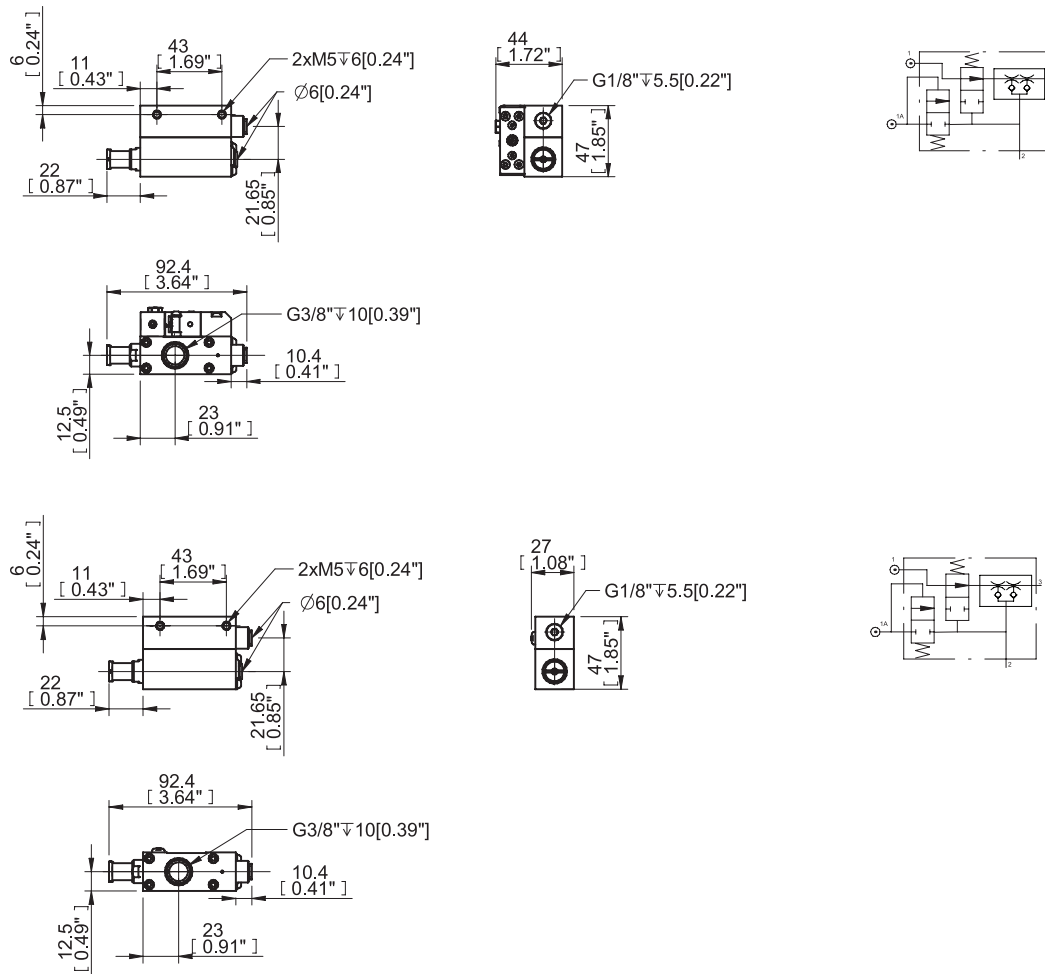 6
[ 0.24" ]
11
[ 0.43" ]
43
[ 1.69" ]
2xM5↧6[0.24"]
Ø6[0.24"]
22
[ 0.87" ]
21.65
[ 0.85" ]
44
[ 1.72" ]
G1/8"↧5.5[0.22"]
47
[ 1.85" ]
1
1A
2
92.4
[ 3.64" ]
G3/8"↧10[0.39"]
10.4
[ 0.41" ]
12.5
[ 0.49" ]
23
[ 0.91" ]
6
[ 0.24" ]
11
[ 0.43" ]
43
[ 1.69" ]
2xM5↧6[0.24"]
Ø6[0.24"]
22
[ 0.87" ]
21.65
[ 0.85" ]
27
[ 1.08" ]
G1/8"↧5.5[0.22"]
47
[ 1.85" ]
1
3
1A
2
92.4
[ 3.64" ]
G3/8"↧10[0.39"]
10.4
[ 0.41" ]
12.5
[ 0.49" ]
23
[ 0.91" ]